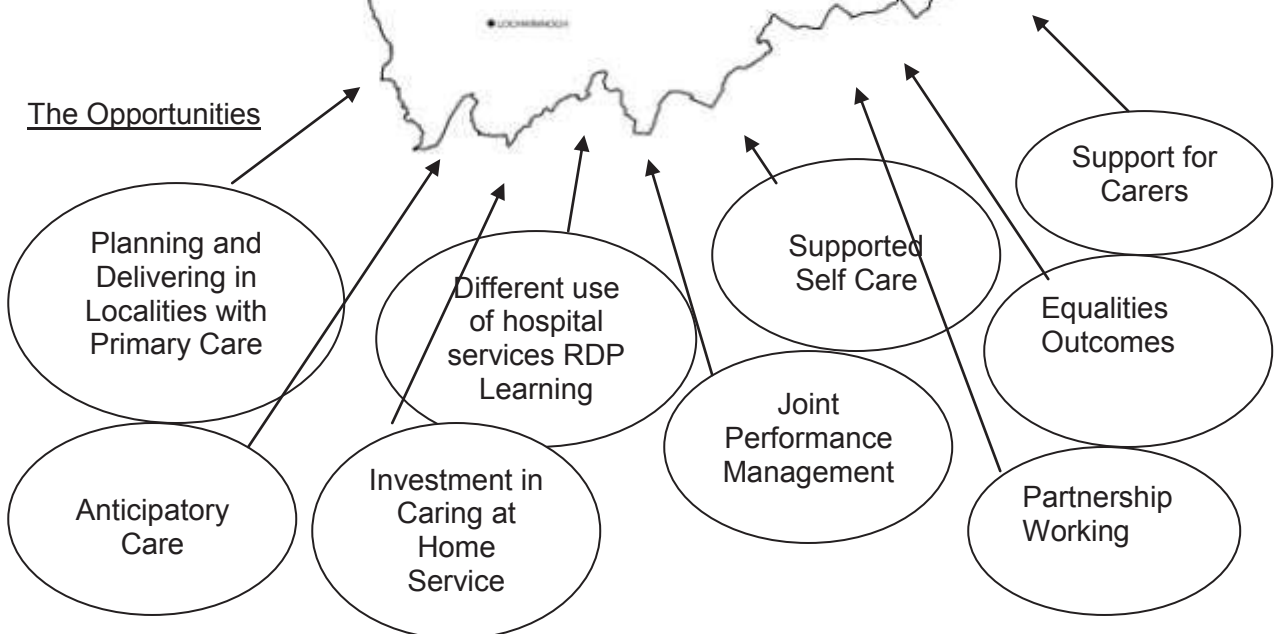 The Opportunities
Support for
Carers
Planning and
Delivering in
Localities with
Primary Care
Supported
Self Care
Different use
of hospital
services RDP
Learning
Equalities
Outcomes
Joint
Performance
Management
Anticipatory
Care
Investment in
Caring at
Home
Service
Partnership
Working